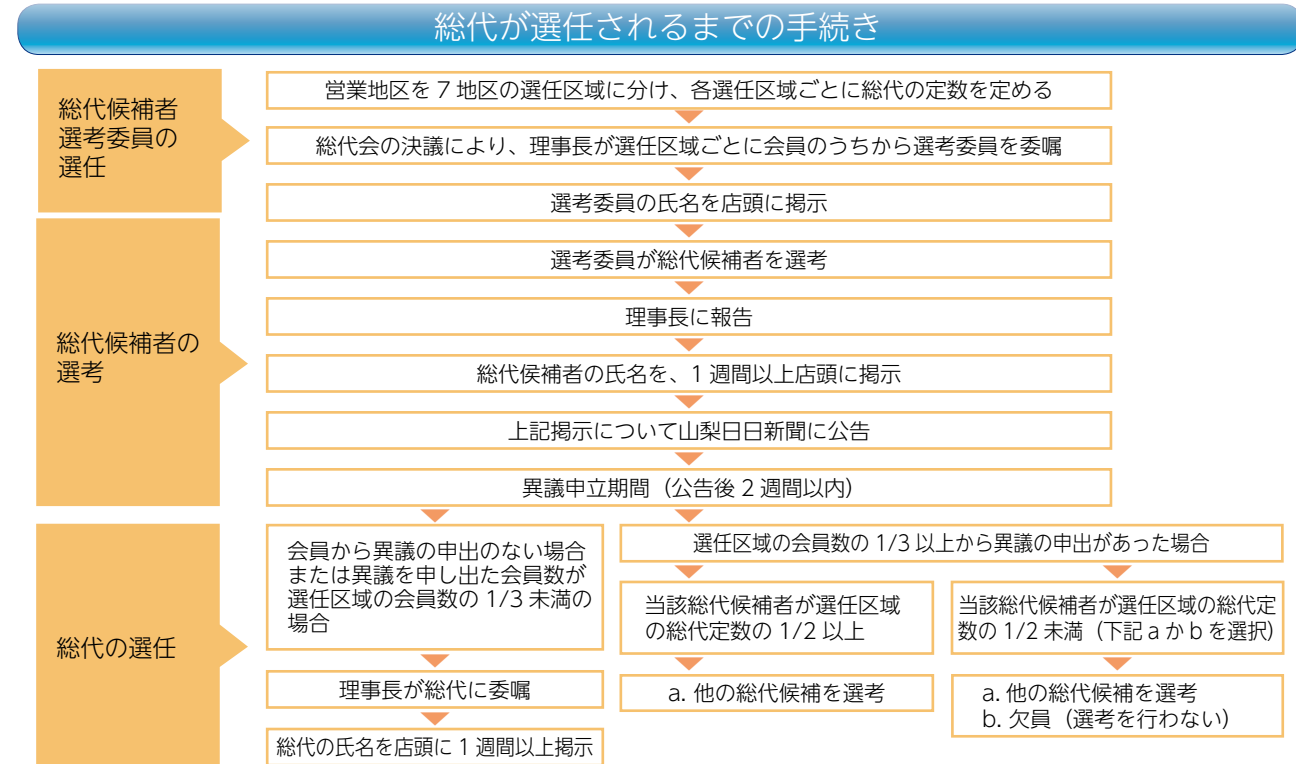 総代が選任されるまでの手続き
総代候補者
選考委員の
選任
営業地区を 7 地区の選任区域に分け、各選任区域ごとに総代の定数を定める
総代会の決議により、理事長が選任区域ごとに会員のうちから選考委員を委嘱
選考委員の氏名を店頭に掲示
総代候補者の
選考
選考委員が総代候補者を選考
理事長に報告
総代候補者の氏名を、1 週間以上店頭に掲示
上記掲示について山梨日日新聞に公告
異議申立期間（公告後 2 週間以内）
総代の選任
会員から異議の申出のない場合
または異議を申し出た会員数が
選任区域の会員数の 1/3 未満の
場合
理事長が総代に委嘱
総代の氏名を店頭に 1 週間以上掲示
選任区域の会員数の 1/3 以上から異議の申出があった場合
当該総代候補者が選任区域
の総代定数の 1/2 以上
a. 他の総代候補を選考
当該総代候補者が選任区域の総代定
数の 1/2 未満（下記 a か b を選択）
a. 他の総代候補を選考
b. 欠員（選考を行わない）